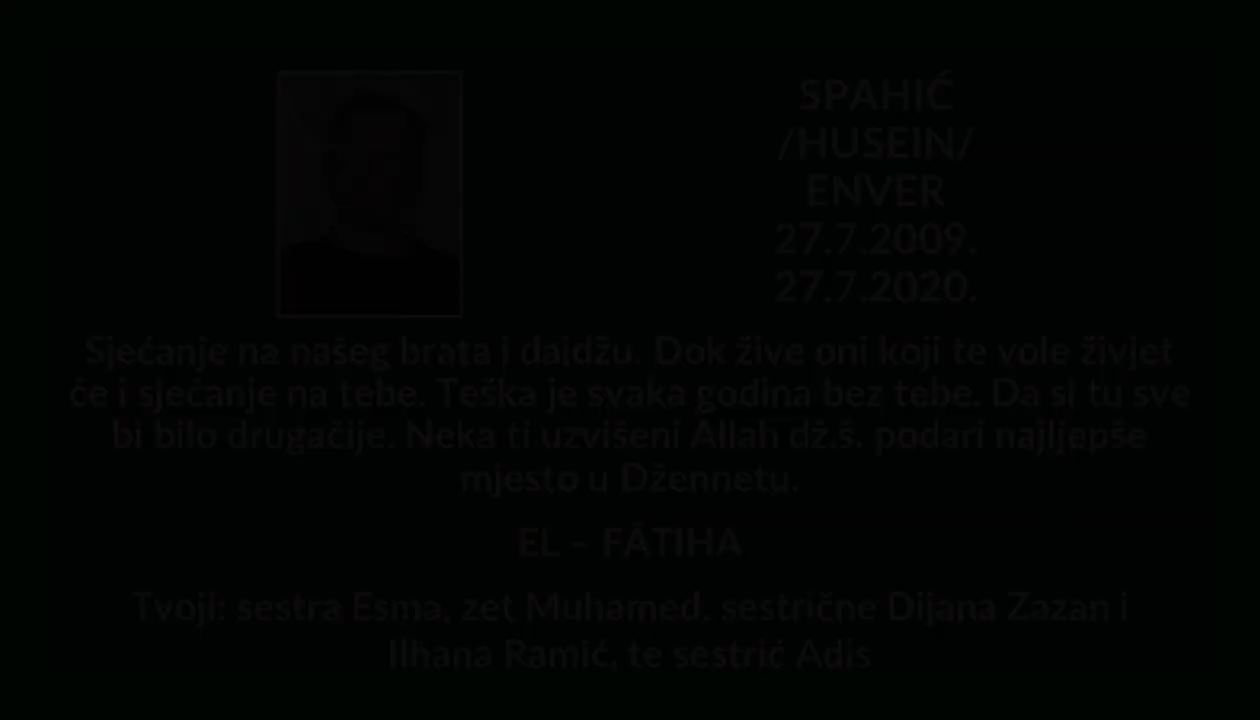 SPAHIĆ
/HUSEIN/
ENVER
27.7.2009.
27.7.2020.
Sjećanje na našeg brata i daidžu. Dok žive oni koji te vole živjet
če i sječanje na tebe. Teška je svaka godina bez tebe. Da si tu sve
bi bilo drugačije. Neka ti uzvišeni Allah dž.š. podari najljepše
mjesto u Džennetu.
EL - FÁTIHA
Tvoji: sestra Esma, zet Muhamed, sestrične Dijana Zazan i
Ilhana Ramić, te sestrić Adis